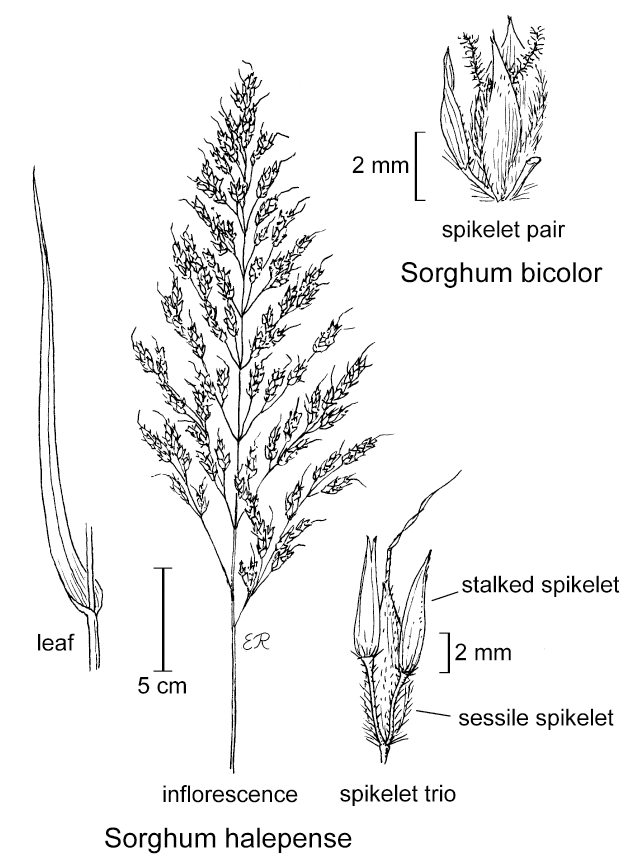 2 mm
spikelet pair
Sorghum bicolor
stalked spikelet
leaf
ER
2 mm
5 cm
sessile spikelet
inflorescence
spikelet trio
Sorghum halepense